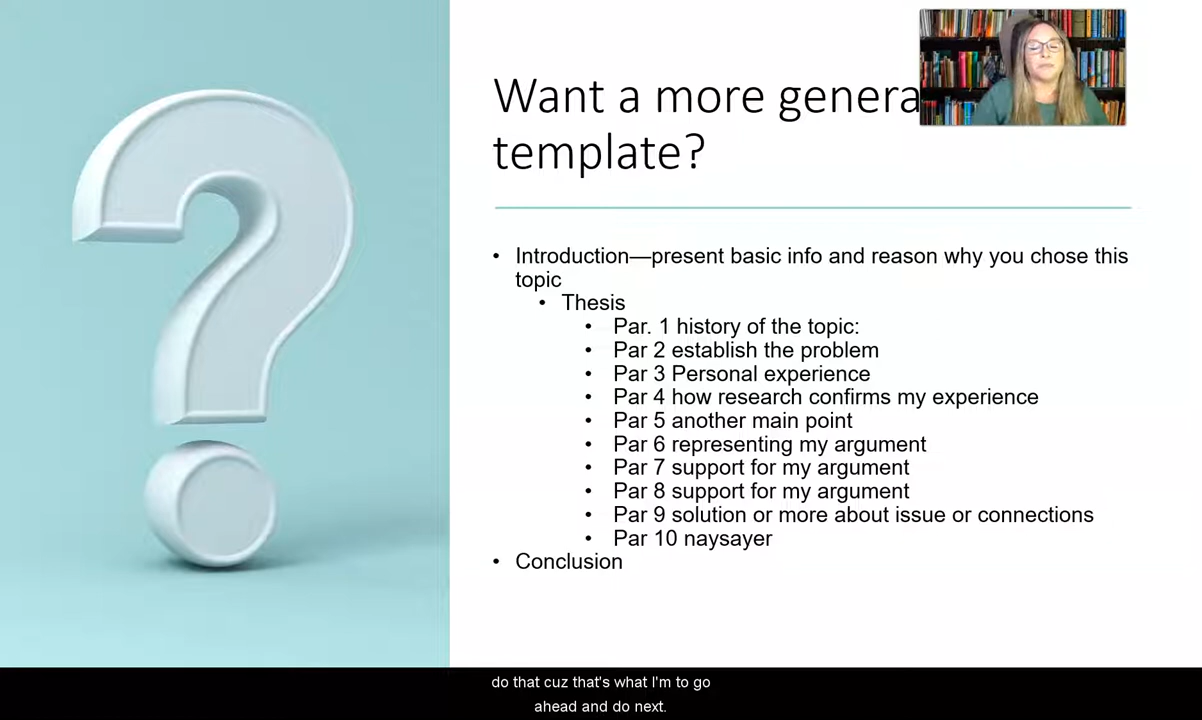 Want a more genera
template?
• Introduction—present basic info and reason why you chose this
topic
• Thesis
• Par. 1 history of the topic:
• Par 2 establish the problem
• Par 3 Personal experience
• Par 4 how research confirms my experience
• Par 5 another main point
• Par 6 representing my argument
• Par 7 support for my argument
• Par 8 support for my argument
• Par 9 solution or more about issue or connections
• Par 10 naysayer
• Conclusion
do that cuz that's what I'm to go
ahead and do next.